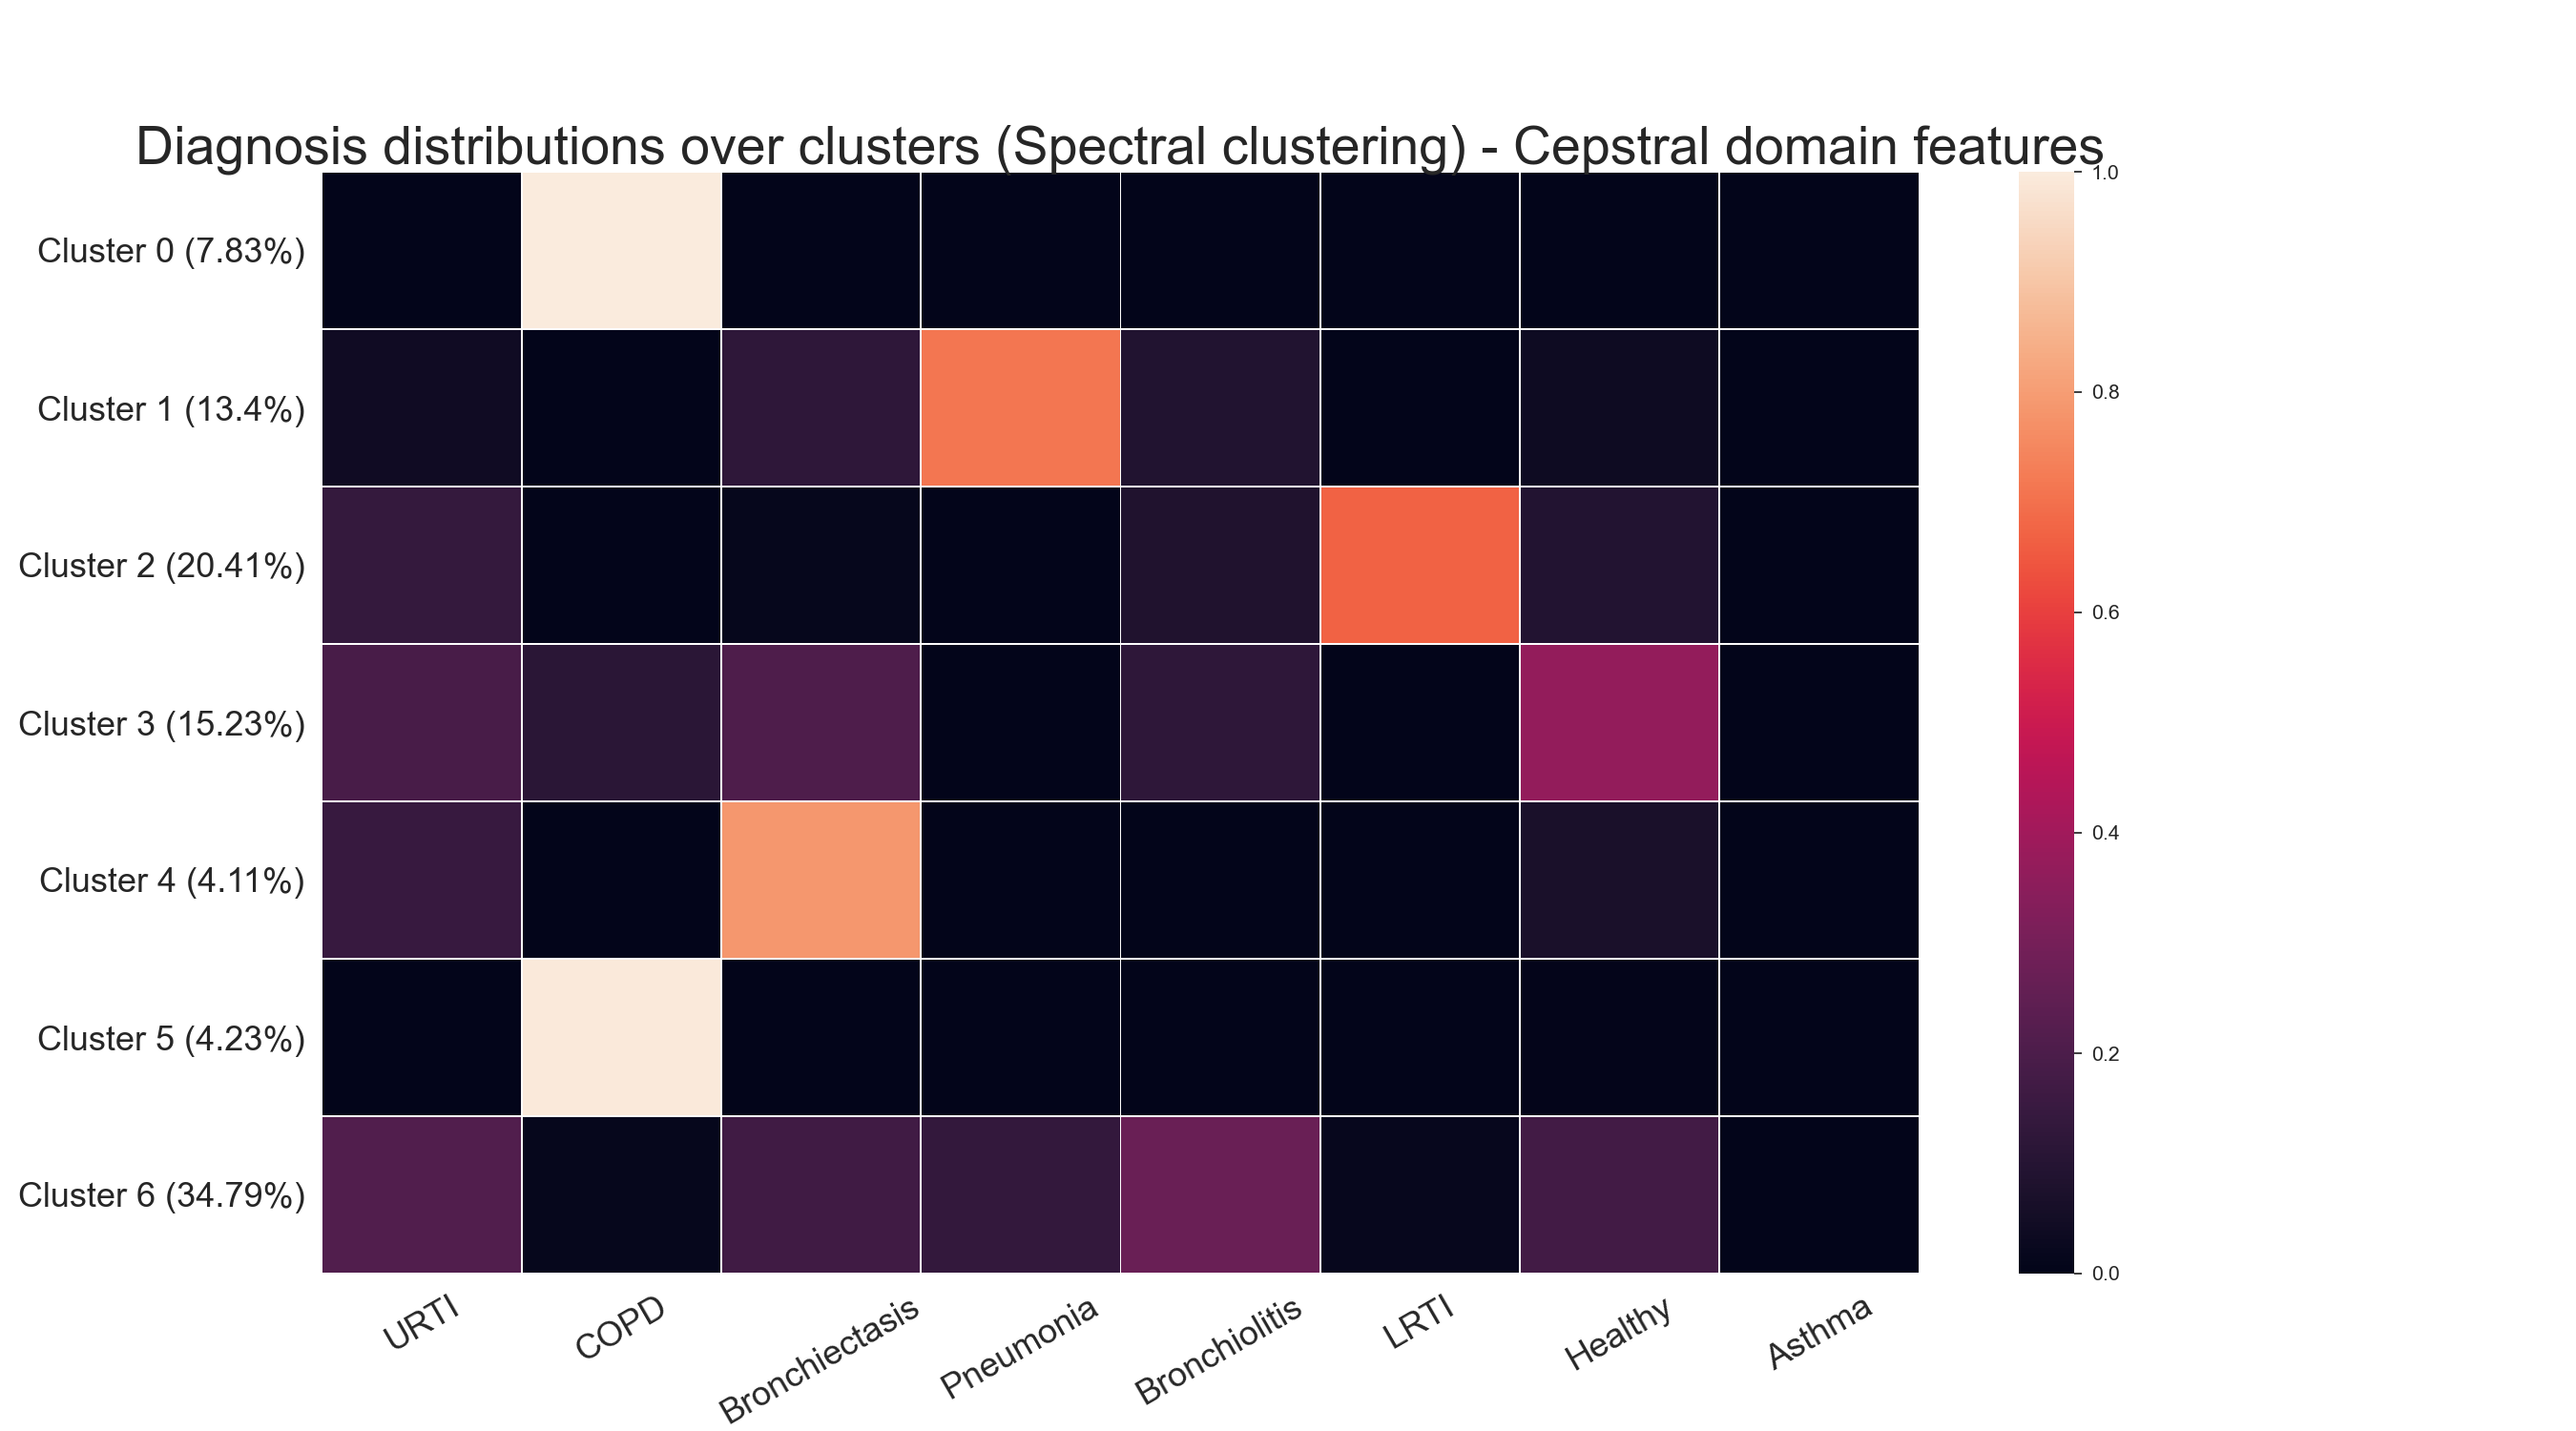 Diagnosis distributions over clusters (Spectral clustering) - Cepstral domain features
Cluster 0 (7.83%)
Cluster 1 (13.4%)
Cluster 2 (20.41%)
Cluster 3 (15.23%)
Cluster 4 (4.11%)
Cluster 5 (4.23%)
Cluster 6 (34.79%)
URTI
COPD
Bronchiectasis
Pneumonia
Bronchiolitis
LRTI
Healthy
Asthma
1.0
0.8
0.6
0.4
0.2
0.0